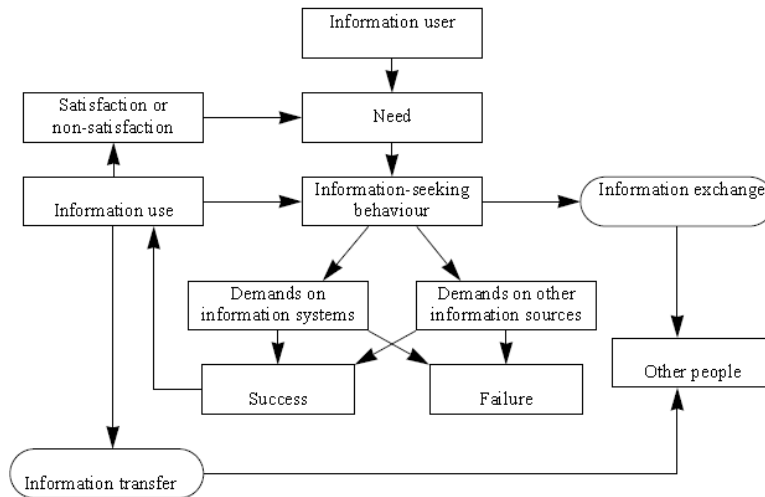 Information user
Satisfaction or
non-satisfaction
Need
Information use
Information-seeking
behaviour
Information exchange
Demands on
information systems
Demands on other
information sources
Success
Failure
Other people
Information transfer